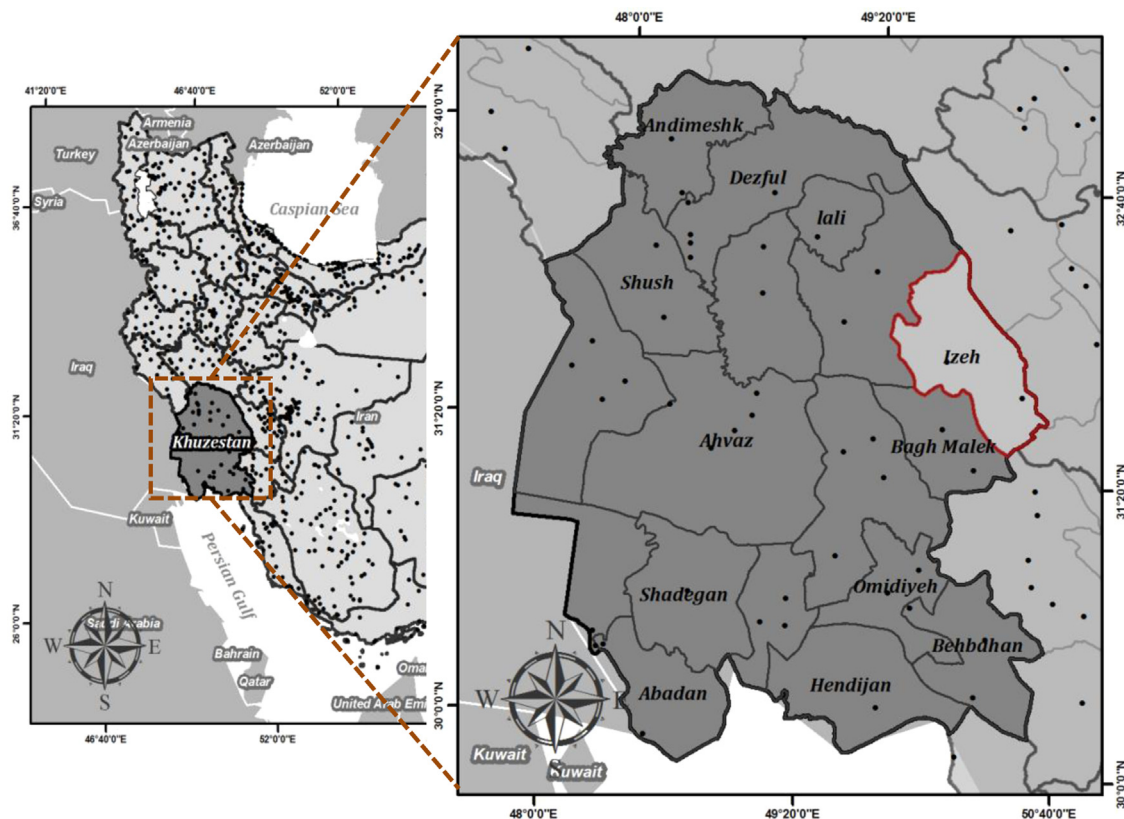 41°20'0"E
46°40'0"E
52°0'0"E
36°40'0"N
31°20'0"N
26°0'0"N
46°40'0"E
52°0'0"E
Armenia
Azerbaijan
Azerbaijan
Turkey
Syria
Caspian Sea
Iraq
Iran
Khuzestan
Kuwait
Persian Gulf
Saudi Arabia
Bahrain
Qatar
Oma
United Arab Emi
N
W
E
S
48°0'0"E
49°20'0"E
32°40'0"N
31°20'0"N
30°0'0"N
32°40'0"N
31°20'0"N
30°0'0"N
48°0'0"E
49°20'0"E
50°40'0"E
Andimeshk
Dezful
lali
Shush
Izeh
Ahvaz
Bagh Malek
Iraq
Shadegan
Omidiyeh
Behbahan
Abadan
Hendijan
N
W
E
S
Kuwait
Kuwait